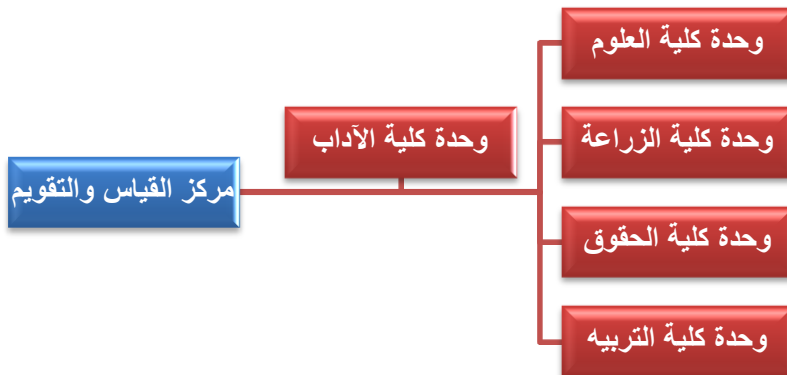 وحدة كلية العلوم
وحدة كلية الآداب
وحدة كلية الزراعة
مركز القياس والتقويم
وحدة كلية الحقوق
وحدة كلية التربيه